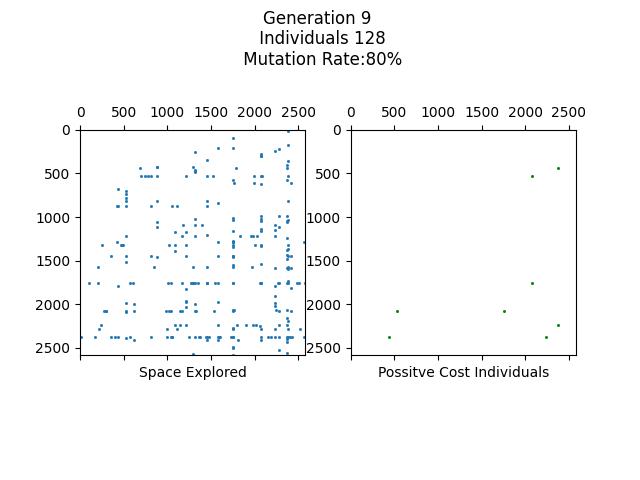 Generation 9
Individuals 128
Mutation Rate:80%
0 500 1000 1500 2000 2500
0 500 1000 1500 2000 2500
0
500
1000
1500
2000
2500
0
500
1000
1500
2000
2500
Space Explored
Possitve Cost Individuals